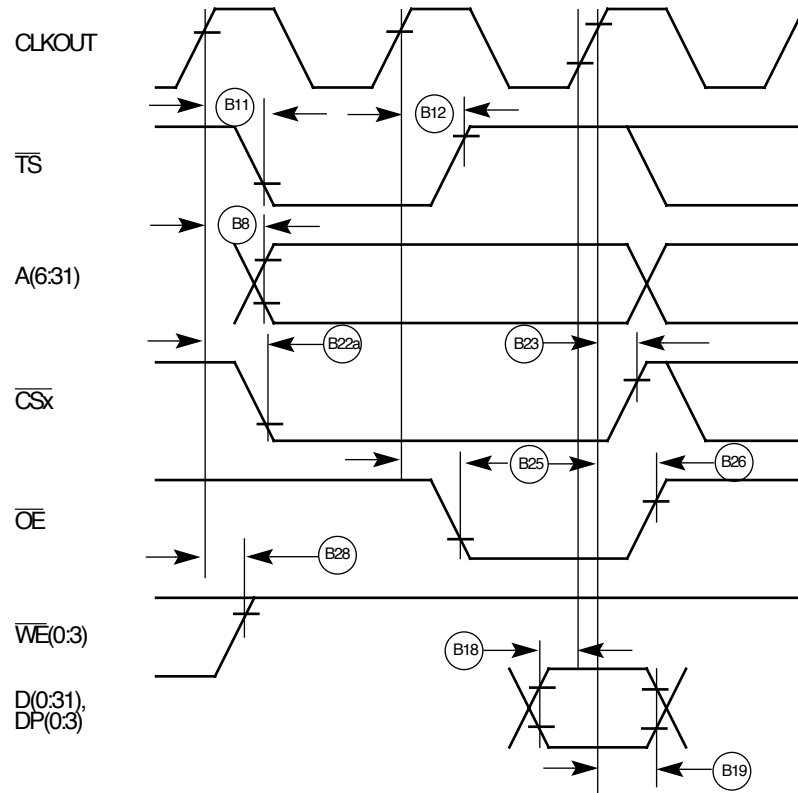 CLKOUT
B11
B12
TS
B8
A(6:31)
B22a
B23
CSx
B25
B26
OE
B28
WE(0:3)
B18
D(0:31),
DP(0:3)
B19